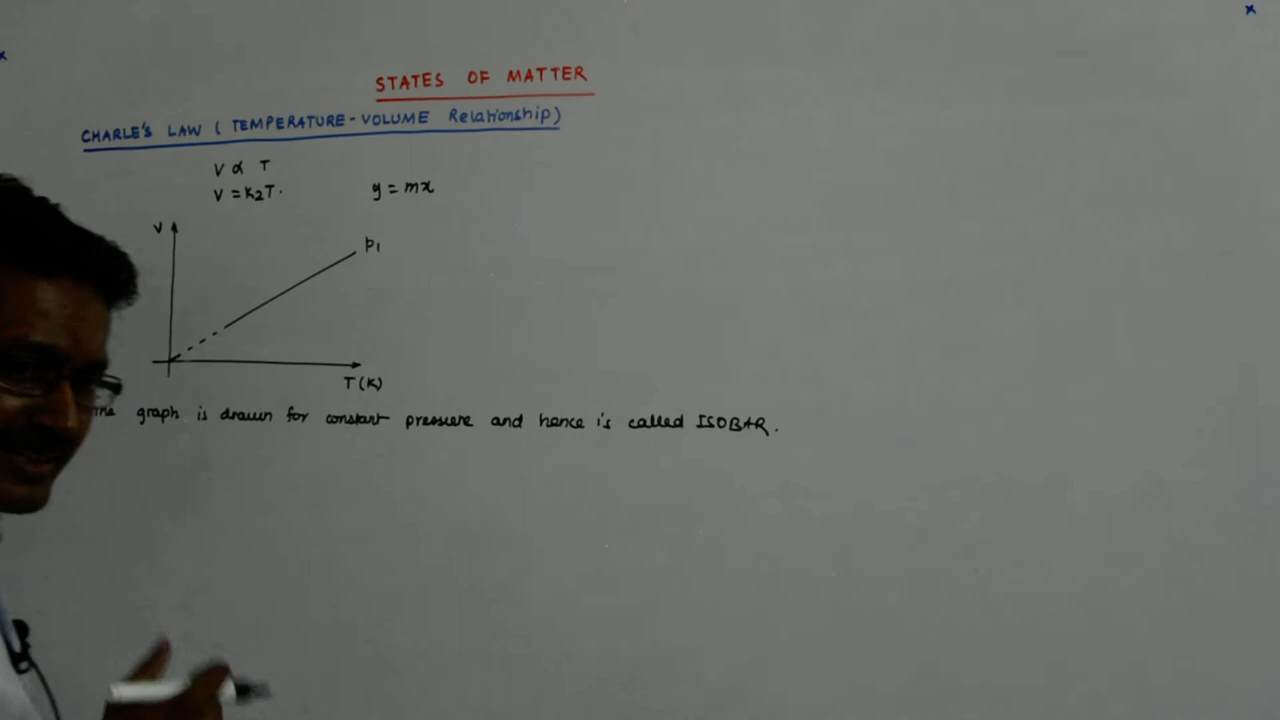 STATES OF MATTER
CHARLE'S LAW ( TEMPERATURE - VOLUME Relationship)
V ∝ T
V = K₂T.
y = mx
V
p₁
T (K)
The graph is drawn for constant pressure and hence is called ISOBAR.